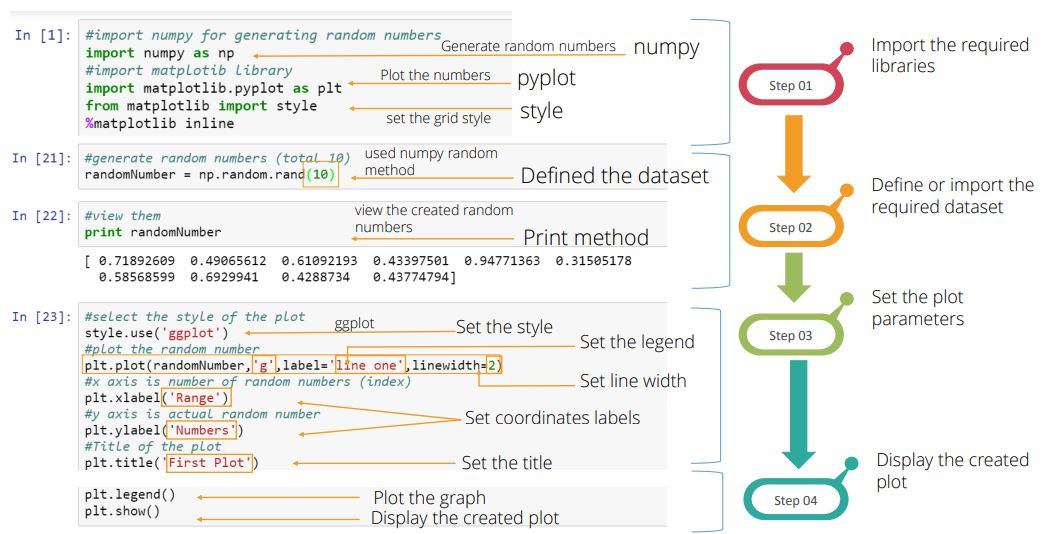 In [1]:
#import numpy for generating random numbers
import numpy as np
Generate random numbers
numpy
#import matplotib library
import matplotlib.pyplot as plt
Plot the numbers
pyplot
from matplotlib import style
set the grid style
style
%matplotlib inline
Step 01
Import the required
libraries
In [21]:
#generate random numbers (total 10)
randomNumber = np.random.rand(10)
used numpy random
method
Defined the dataset
In [22]:
#view them
print randomNumber
view the created random
numbers
Print method
[ 0.71892609 0.49065612 0.61092193 0.43397501 0.94771363 0.31505178
0.58568599 0.6929941 0.4288734 0.43774794]
Step 02
Define or import the
required dataset
In [23]:
#select the style of the plot
style.use('ggplot')
ggplot
Set the style
#plot the random number
Set the legend
plt.plot(randomNumber,'g',label='line one',linewidth=2)
#x axis is number of random numbers (index)
Set line width
plt.xlabel('Range')
#y axis is actual random number
Set coordinates labels
plt.ylabel('Numbers')
#Title of the plot
plt.title('First Plot')
Set the title
Step 03
Set the plot
parameters
plt.legend()
Plot the graph
plt.show()
Display the created plot
Step 04
Display the created
plot